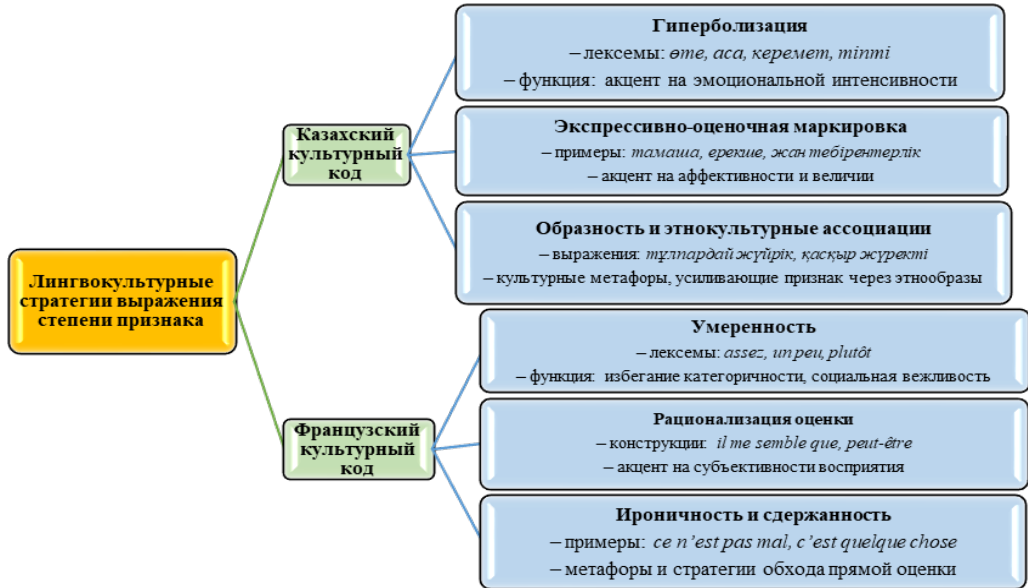 Лингвокультурные
стратегии выражения
степени признака
Казахский
культурный
код
Гиперболизация
– лексемы: өте, аса, керемет, тіпті
– функция: акцент на эмоциональной интенсивности
Экспрессивно-оценочная маркировка
– примеры: тамаша, ерекше, жан тебірентерлік
– акцент на аффективности и величии
Образность и этнокультурные ассоциации
– выражения: тұлпардай жүйрік, қасқыр жүректі
– культурные метафоры, усиливающие признак через этнообразы
Французский
культурный
код
Умеренность
– лексемы: assez, un peu, plutôt
– функция: избегание категоричности, социальная вежливость
Рационализация оценки
– конструкции: il me semble que, peut-être
– акцент на субъективности восприятия
Ироничность и сдержанность
– примеры: ce n’est pas mal, c’est quelque chose
– метафоры и стратегии обхода прямой оценки